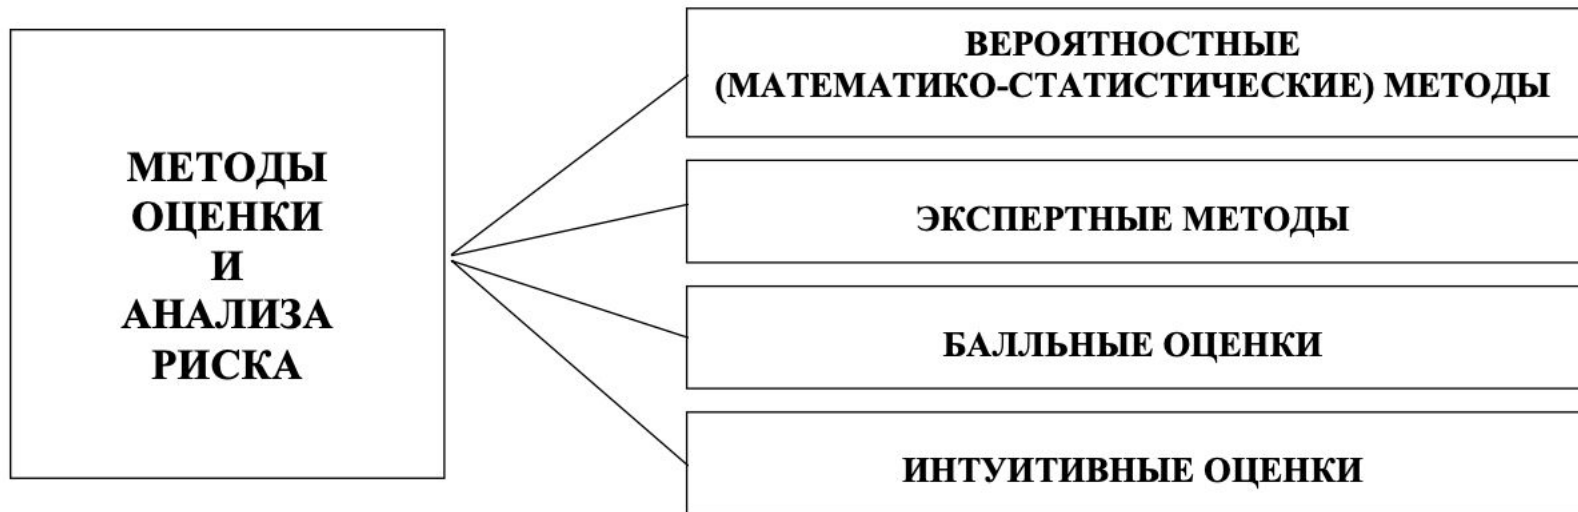 МЕТОДЫ
ОЦЕНКИ
И
АНАЛИЗА
РИСКА
ВЕРОЯТНОСТНЫЕ
(МАТЕМАТИКО-СТАТИСТИЧЕСКИЕ) МЕТОДЫ
ЭКСПЕРТНЫЕ МЕТОДЫ
БАЛЛЬНЫЕ ОЦЕНКИ
ИНТУИТИВНЫЕ ОЦЕНКИ